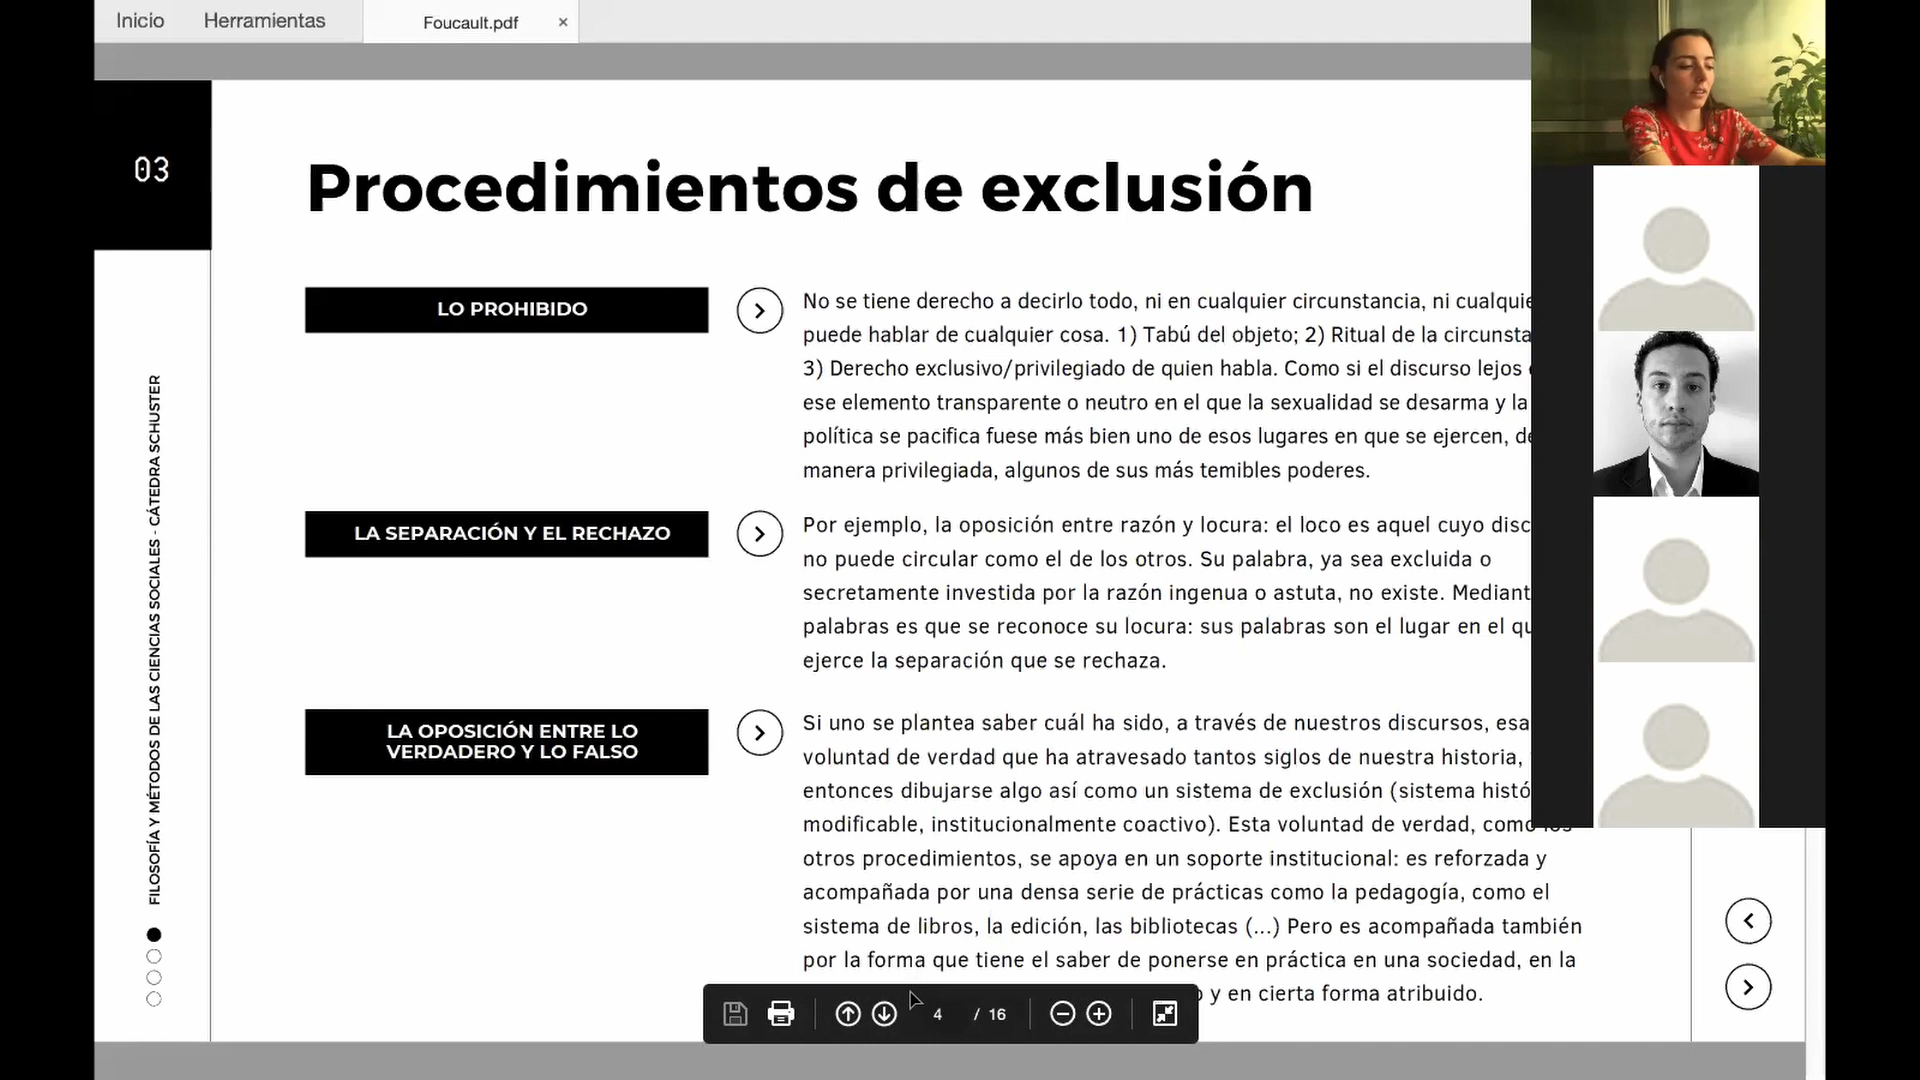 Inicio Herramientas Foucault.pdf
03
Procedimientos de exclusión
LO PROHIBIDO
No se tiene derecho a decirlo todo, ni en cualquier circunstancia, ni
puede hablar de cualquier cosa. 1) Tabú del objeto; 2) Ritual de la
3) Derecho exclusivo/privilegiado de quien habla. Como si el discurso lejos
ese elemento transparente o neutro en el que la sexualidad se desarma y la
política se pacifica fuese más bien uno de esos lugares en que se ejercen,
manera privilegiada, algunos de sus más temibles poderes.
LA SEPARACIÓN Y EL RECHAZO
Por ejemplo, la oposición entre razón y locura: el loco es aquel cuyo
no puede circular como el de los otros. Su palabra, ya sea excluida o
secretamente investida por la razón ingenua o astuta, no existe.
palabras es que se reconoce su locura: sus palabras son el lugar en el
ejerce la separación que se rechaza.
LA OPOSICIÓN ENTRE LO
VERDADERO Y LO FALSO
Si uno se plantea saber cuál ha sido, a través de nuestros discursos, esa
voluntad de verdad que ha atravesado tantos siglos de nuestra historia,
entonces dibujarse algo así como un sistema de exclusión (sistema
modificable, institucionalmente coactivo). Esta voluntad de verdad, como los
otros procedimientos, se apoya en un soporte institucional: es reforzada y
acompañada por una densa serie de prácticas como la pedagogía, como el
sistema de libros, la edición, las bibliotecas (...) Pero es acompañada también
por la forma que tiene el saber de ponerse en práctica en una sociedad, en la
y en cierta forma atribuido.
FILOSOFÍA Y MÉTODOS DE LAS CIENCIAS SOCIALES - CÁTEDRA SCHUSTER
4 / 16